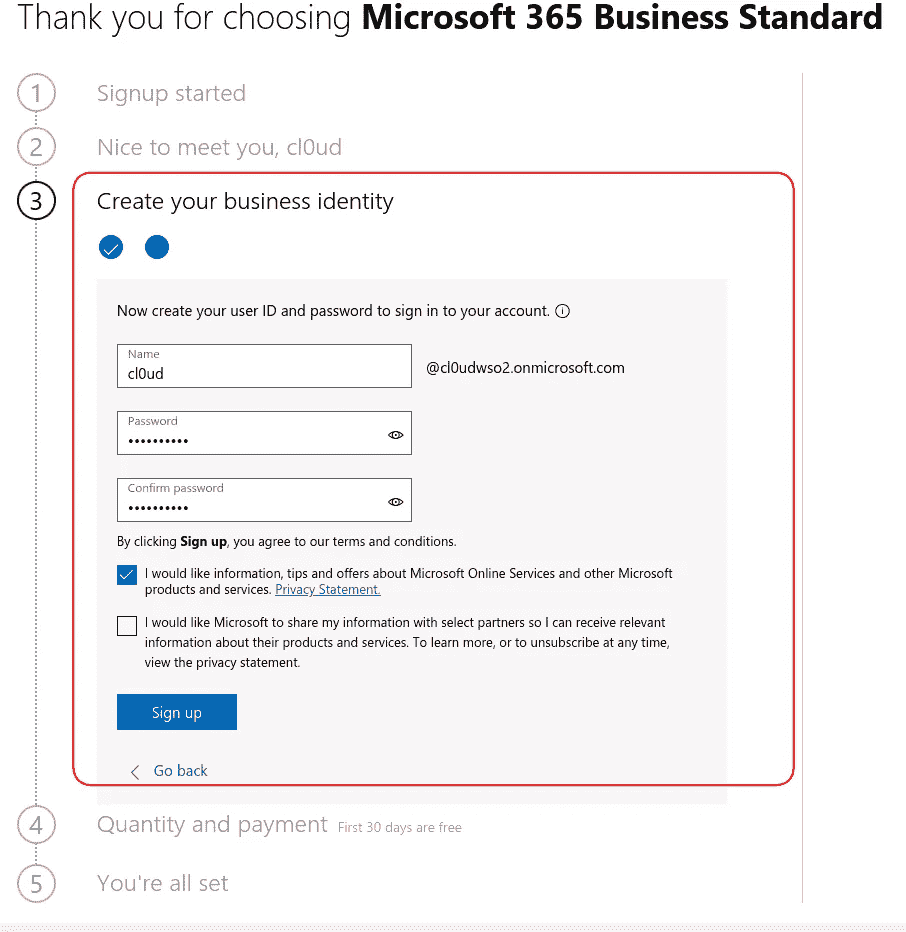 Thank you for choosing Microsoft 365 Business Standard
1 Signup started
2 Nice to meet you, cl0ud
3 Create your business identity
Now create your user ID and password to sign in to your account.
Name
cl0ud
@cl0udwso2.onmicrosoft.com
Password
••••••••••
Confirm password
••••••••••
By clicking Sign up, you agree to our terms and conditions.
I would like information, tips and offers about Microsoft Online Services and other Microsoft
products and services. Privacy Statement.
I would like Microsoft to share my information with select partners so I can receive relevant
information about their products and services. To learn more, or to unsubscribe at any time,
view the privacy statement.
Sign up
Go back
4 Quantity and payment First 30 days are free
5 You're all set